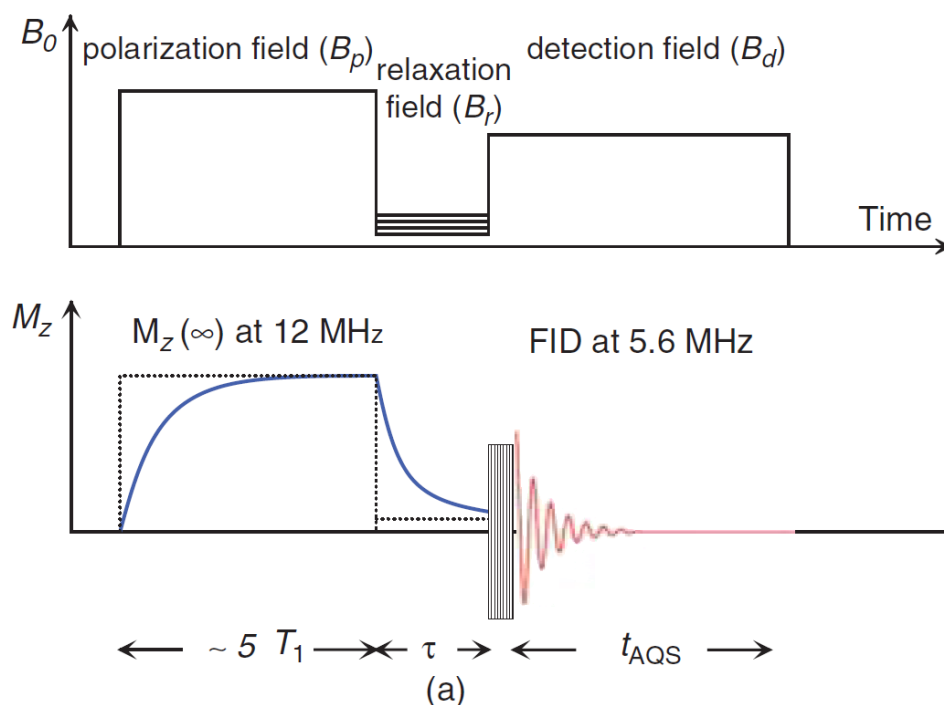 B0
polarization field (Bp)
relaxation
field (Br)
detection field (Bd)
Time
Mz
Mz(∞) at 12 MHz
FID at 5.6 MHz
~ 5 T1
τ
tAQS
(a)